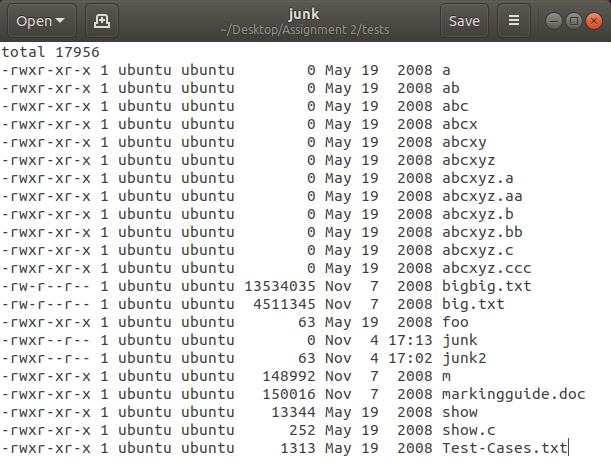 Open
junk
~/Desktop/Assignment 2/tests
Save
total 17956
-rwxr-xr-x 1 ubuntu ubuntu        0 May 19  2008 a
-rwxr-xr-x 1 ubuntu ubuntu        0 May 19  2008 ab
-rwxr-xr-x 1 ubuntu ubuntu        0 May 19  2008 abc
-rwxr-xr-x 1 ubuntu ubuntu        0 May 19  2008 abcx
-rwxr-xr-x 1 ubuntu ubuntu        0 May 19  2008 abcxy
-rwxr-xr-x 1 ubuntu ubuntu        0 May 19  2008 abcxyz
-rwxr-xr-x 1 ubuntu ubuntu        0 May 19  2008 abcxyz.a
-rwxr-xr-x 1 ubuntu ubuntu        0 May 19  2008 abcxyz.aa
-rwxr-xr-x 1 ubuntu ubuntu        0 May 19  2008 abcxyz.b
-rwxr-xr-x 1 ubuntu ubuntu        0 May 19  2008 abcxyz.bb
-rwxr-xr-x 1 ubuntu ubuntu        0 May 19  2008 abcxyz.c
-rwxr-xr-x 1 ubuntu ubuntu        0 May 19  2008 abcxyz.ccc
-rw-r--r-- 1 ubuntu ubuntu 13534035 Nov  7  2008 bigbig.txt
-rw-r--r-- 1 ubuntu ubuntu  4511345 Nov  7  2008 big.txt
-rwxr-xr-x 1 ubuntu ubuntu       63 May 19  2008 foo
-rwxr--r-- 1 ubuntu ubuntu        0 Nov  4 17:13 junk
-rwxr--r-- 1 ubuntu ubuntu       63 Nov  4 17:02 junk2
-rwxr-xr-x 1 ubuntu ubuntu   148992 Nov  7  2008 m
-rwxr-xr-x 1 ubuntu ubuntu   150016 Nov  7  2008 markingguide.doc
-rwxr-xr-x 1 ubuntu ubuntu    13344 May 19  2008 show
-rwxr-xr-x 1 ubuntu ubuntu      252 May 19  2008 show.c
-rwxr-xr-x 1 ubuntu ubuntu     1313 May 19  2008 Test-Cases.txt